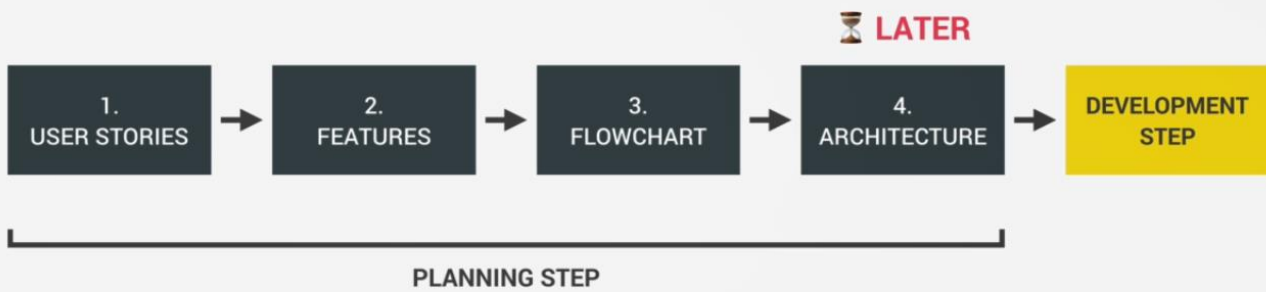 ⏳ LATER
1.
USER STORIES
2.
FEATURES
3.
FLOWCHART
4.
ARCHITECTURE
DEVELOPMENT
STEP
PLANNING STEP